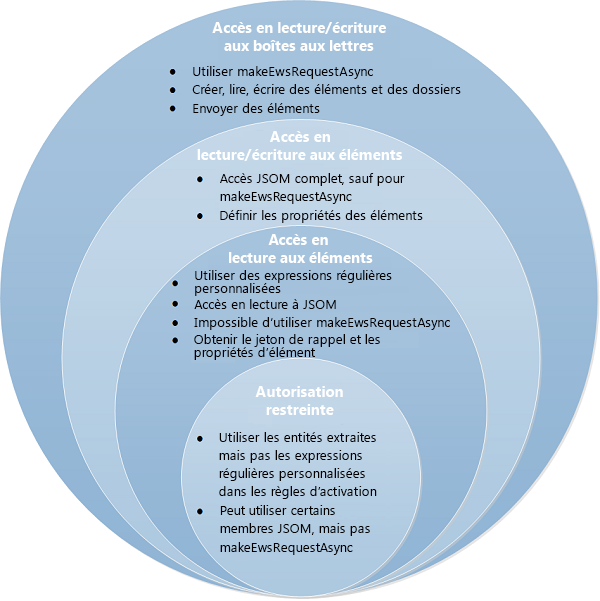 Accès en lecture/écriture
aux boîtes aux lettres
● Utiliser makeEwsRequestAsync
● Créer, lire, écrire des éléments et des dossiers
● Envoyer des éléments
Accès en
lecture/écriture aux éléments
● Accès JSOM complet, sauf pour
makeEwsRequestAsync
● Définir les propriétés des éléments
Accès en
lecture aux éléments
● Utiliser des expressions régulières
personnalisées
● Accès en lecture à JSOM
● Impossible d'utiliser makeEwsRequestAsync
● Obtenir le jeton de rappel et les
propriétés d'élément
Autorisation
restreinte
● Utiliser les entités extraites
mais pas les expressions
régulières personnalisées
dans les règles d'activation
● Peut utiliser certains
membres JSOM, mais pas
makeEwsRequestAsync